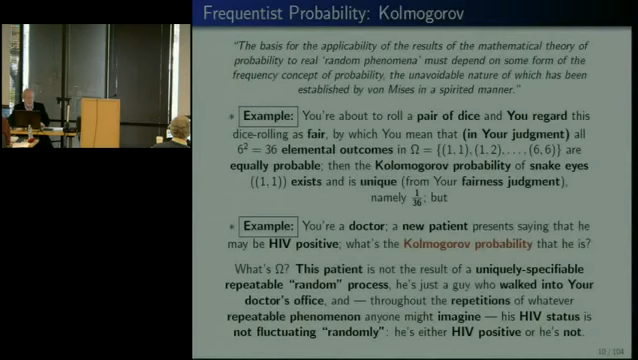 Frequentist Probability: Kolmogorov
"The basis for the applicability of the results of the mathematical theory of
probability to real 'random phenomena' must depend on some form of the
frequency concept of probability, the unavoidable nature of which has been
established by von Mises in a spirited manner."
* Example: You're about to roll a pair of dice and You regard this
dice-rolling as fair, by which You mean that (in Your judgment) all
6² = 36 elemental outcomes in Ω = {(1, 1), (1, 2), . . . , (6, 6)} are
equally probable; then the Kolomogorov probability of snake eyes
((1, 1)) exists and is unique (from Your fairness judgment),
namely 1/36; but
* Example: You're a doctor; a new patient presents saying that he
may be HIV positive; what's the Kolmogorov probability that he is?
What's Ω? This patient is not the result of a uniquely-specifiable
repeatable "random" process, he's just a guy who walked into Your
doctor's office, and — throughout the repetitions of whatever
repeatable phenomenon anyone might imagine — his HIV status is
not fluctuating "randomly": he's either HIV positive or he's not.
10 / 104